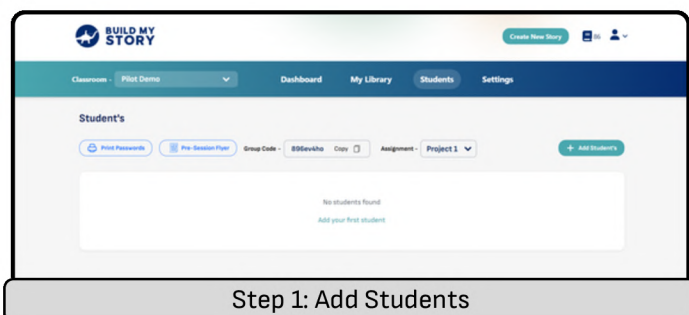 BUILD MY
STORY
Create New Story
86
Classroom - Pilot Demo Dashboard My Library Students Settings
Student's
Print Passwords Pre-Session Flyer Group Code - 896ev4ho Copy Assignment - Project 1 + Add Student's
No students found
Add your first student
Step 1: Add Students